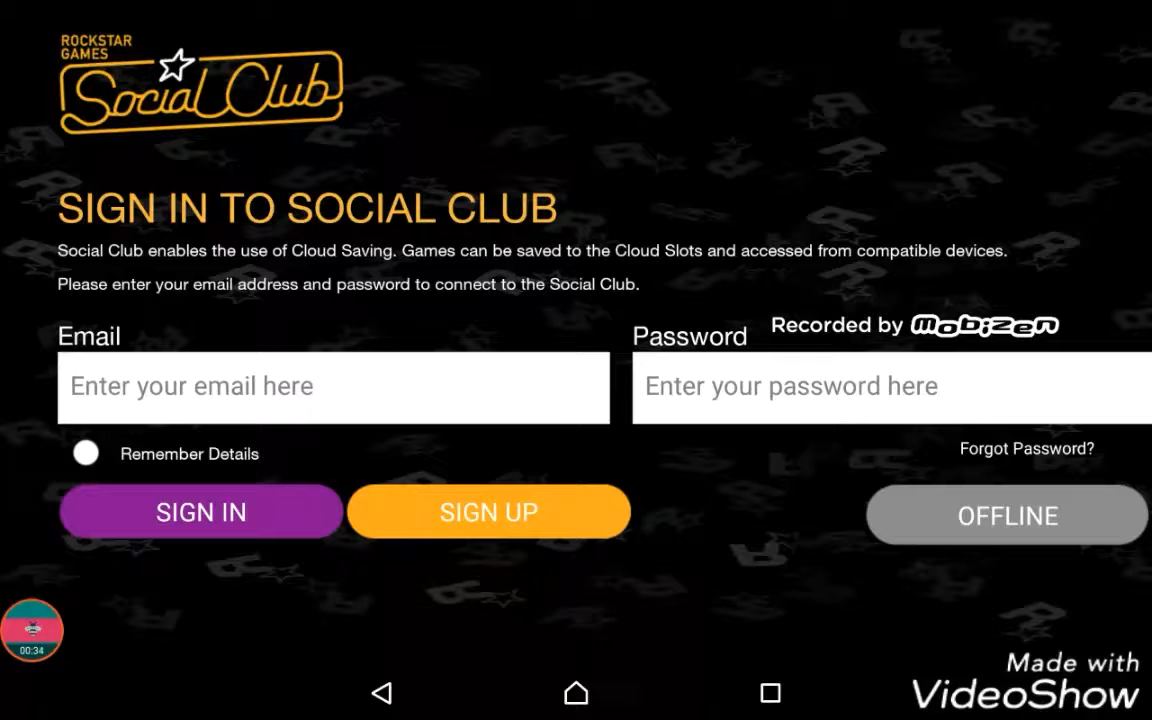 ROCKSTAR
GAMES
Social Club
SIGN IN TO SOCIAL CLUB
Social Club enables the use of Cloud Saving. Games can be saved to the Cloud Slots and accessed from compatible devices.
Please enter your email address and password to connect to the Social Club.
Recorded by mobizen
Email
Password
Enter your email here
Enter your password here
Remember Details
Forgot Password?
SIGN IN
SIGN UP
OFFLINE
00:34
Made with
VideoShow